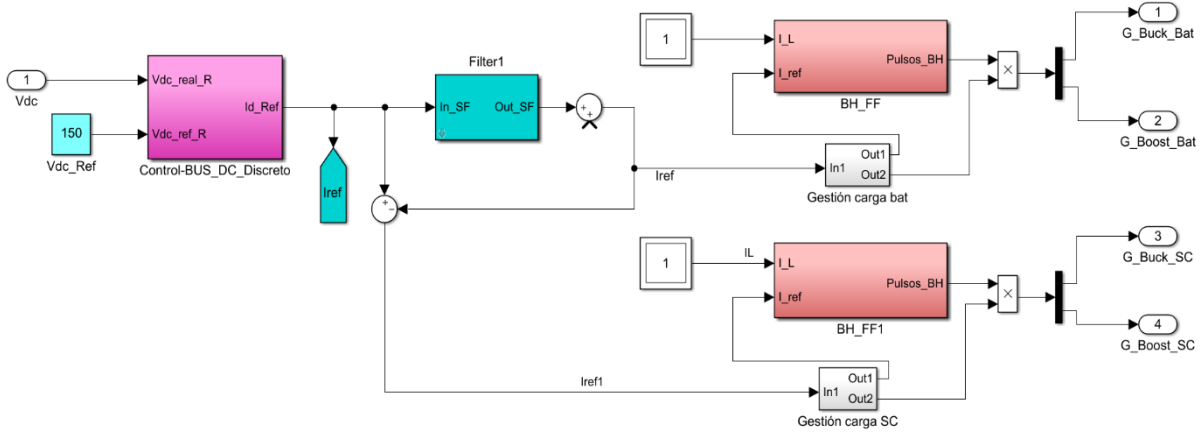 1
Vdc
150
Vdc_Ref
Vdc_real_R
Vdc_ref_R
Id_Ref
Control-BUS_DC_Discreto
Iref
Filter1
In_SF
Out_SF
+
+
+
−
Iref
Iref1
1
I_L
I_ref
Pulsos_BH
BH_FF
In1
Out1
Out2
Gestión carga bat
×
1
G_Buck_Bat
2
G_Boost_Bat
1
IL
I_L
I_ref
Pulsos_BH
BH_FF1
In1
Out1
Out2
Gestión carga SC
×
3
G_Buck_SC
4
G_Boost_SC